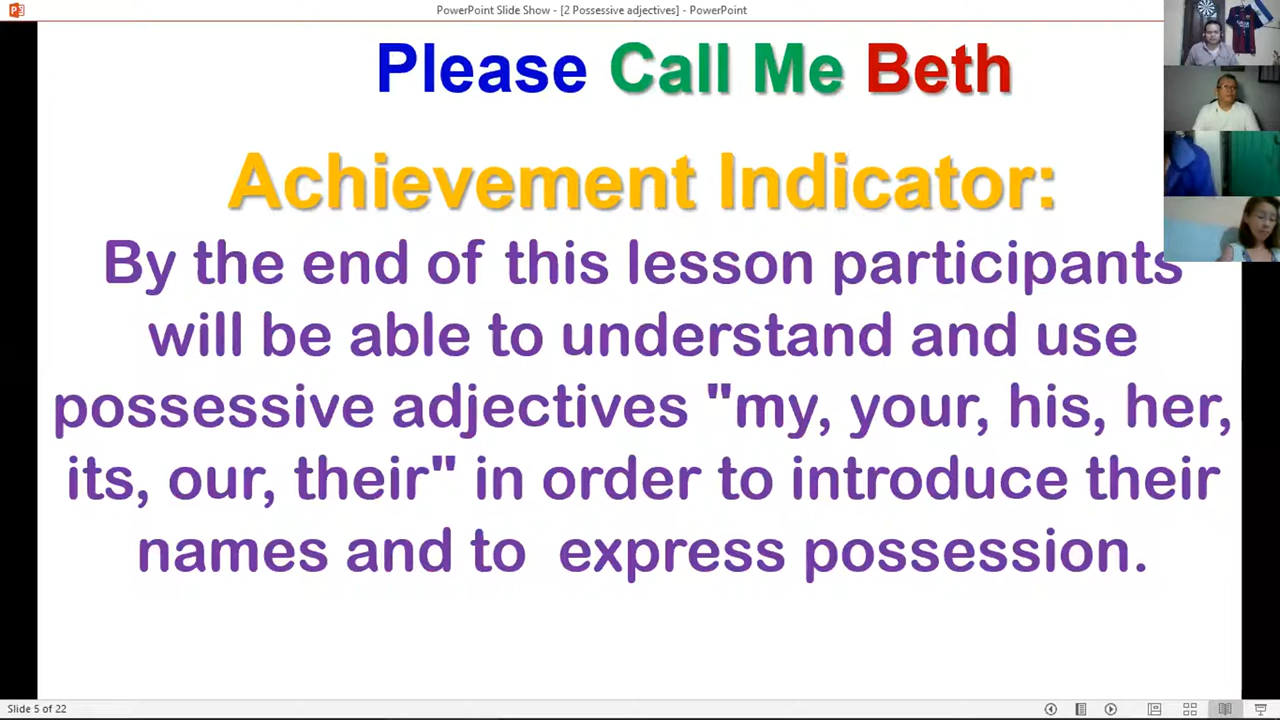 PowerPoint Slide Show - [2 Possessive adjectives] - PowerPoint
Please Call Me Beth
Achievement Indicator:
By the end of this lesson participants
will be able to understand and use
possessive adjectives "my, your, his, her,
its, our, their" in order to introduce their
names and to express possession.
Slide 5 of 22